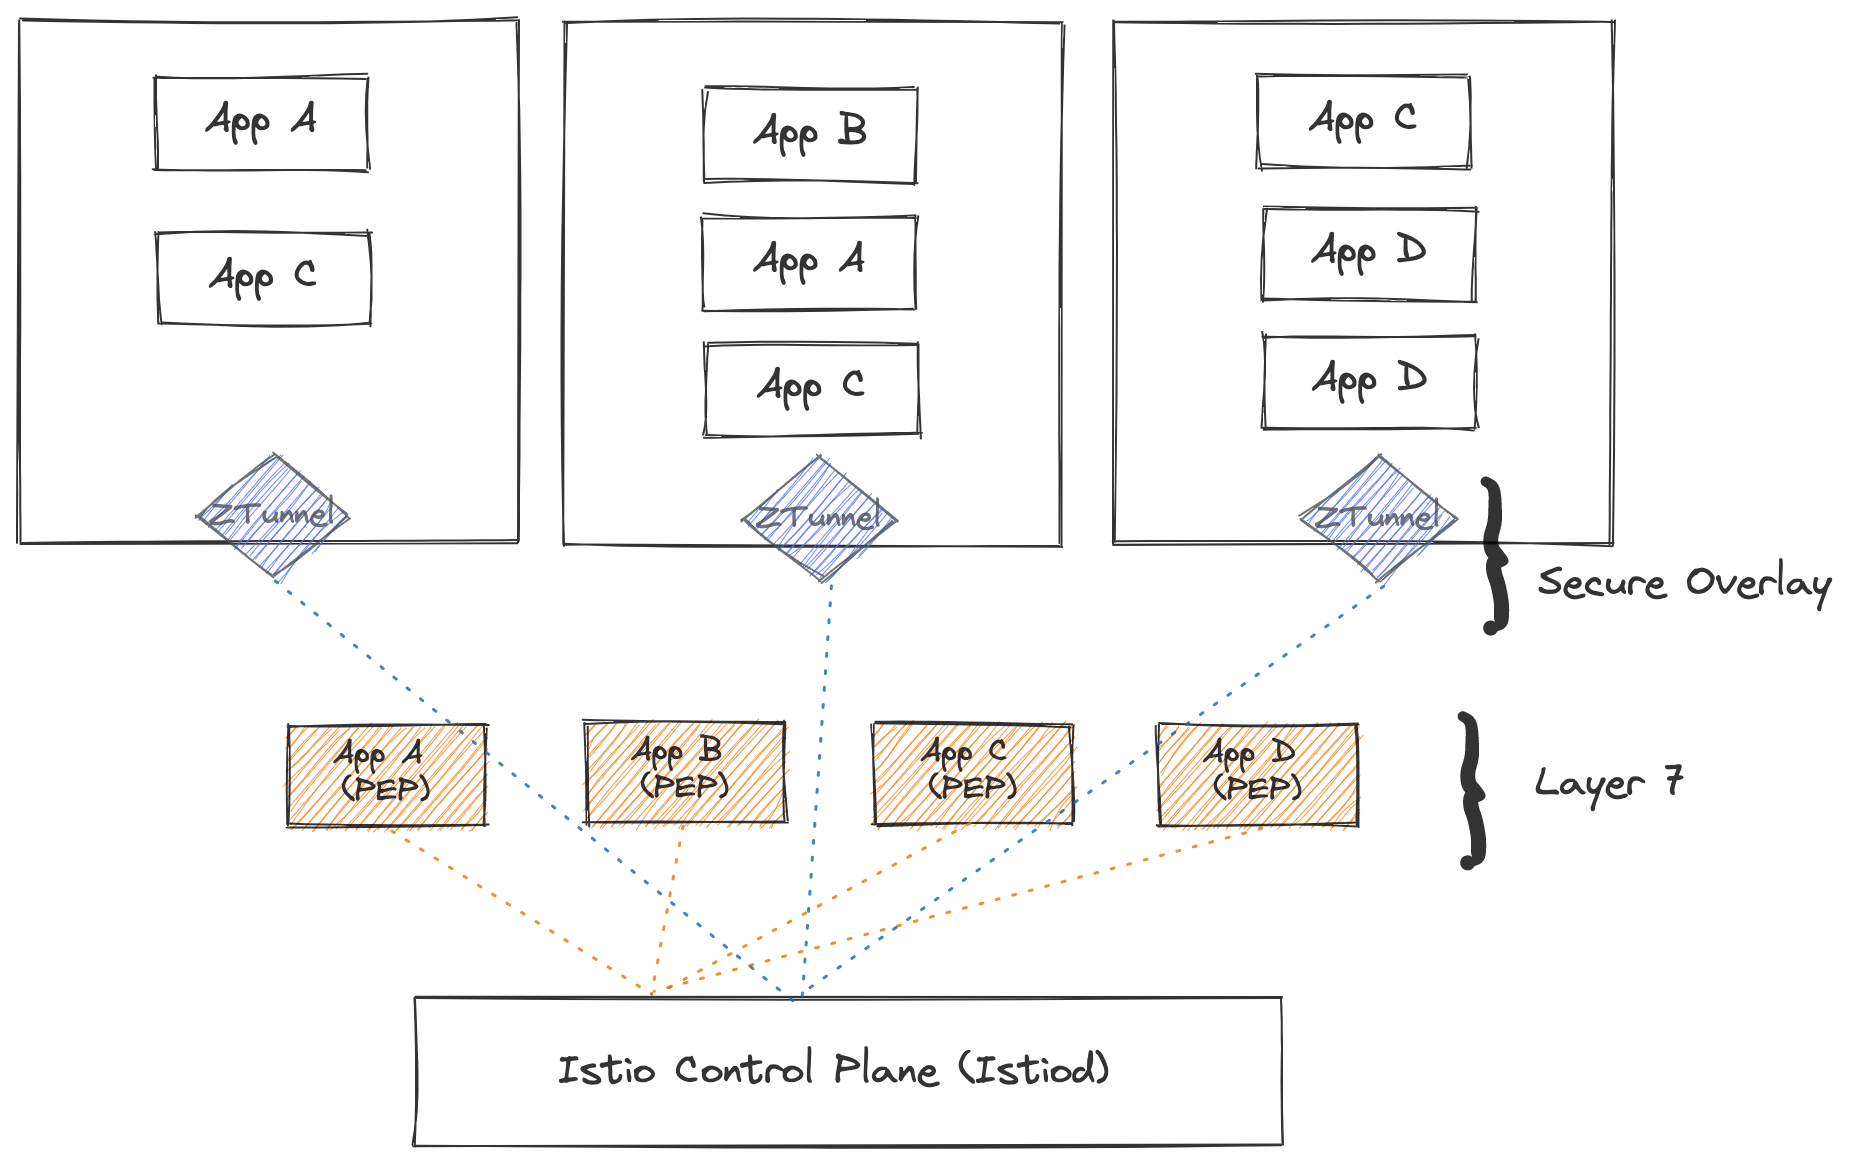 App A
App C
ZTunnel
App B
App A
App C
ZTunnel
App C
App D
App D
ZTunnel
Secure Overlay
App A
(PEP)
App B
(PEP)
App C
(PEP)
App D
(PEP)
Layer 7
Istio Control Plane (Istiod)